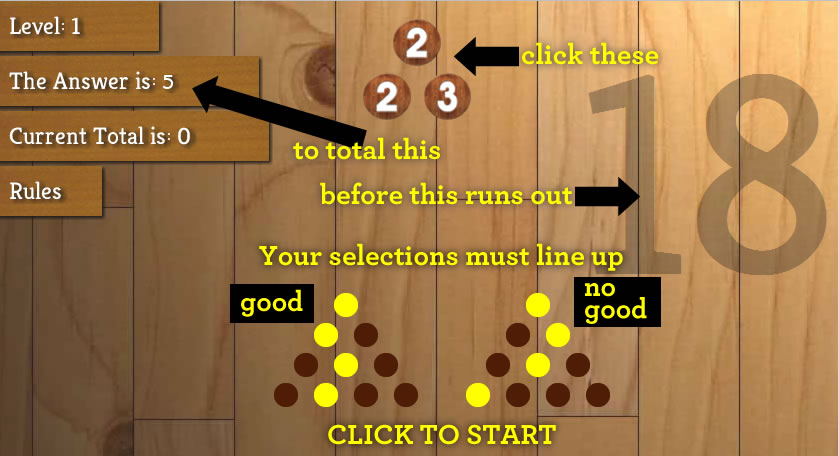 Level: 1
2
click these
The Answer is: 5
2 3
18
Current Total is: 0
to total this
Rules
before this runs out
Your selections must line up
good
no
good
CLICK TO START